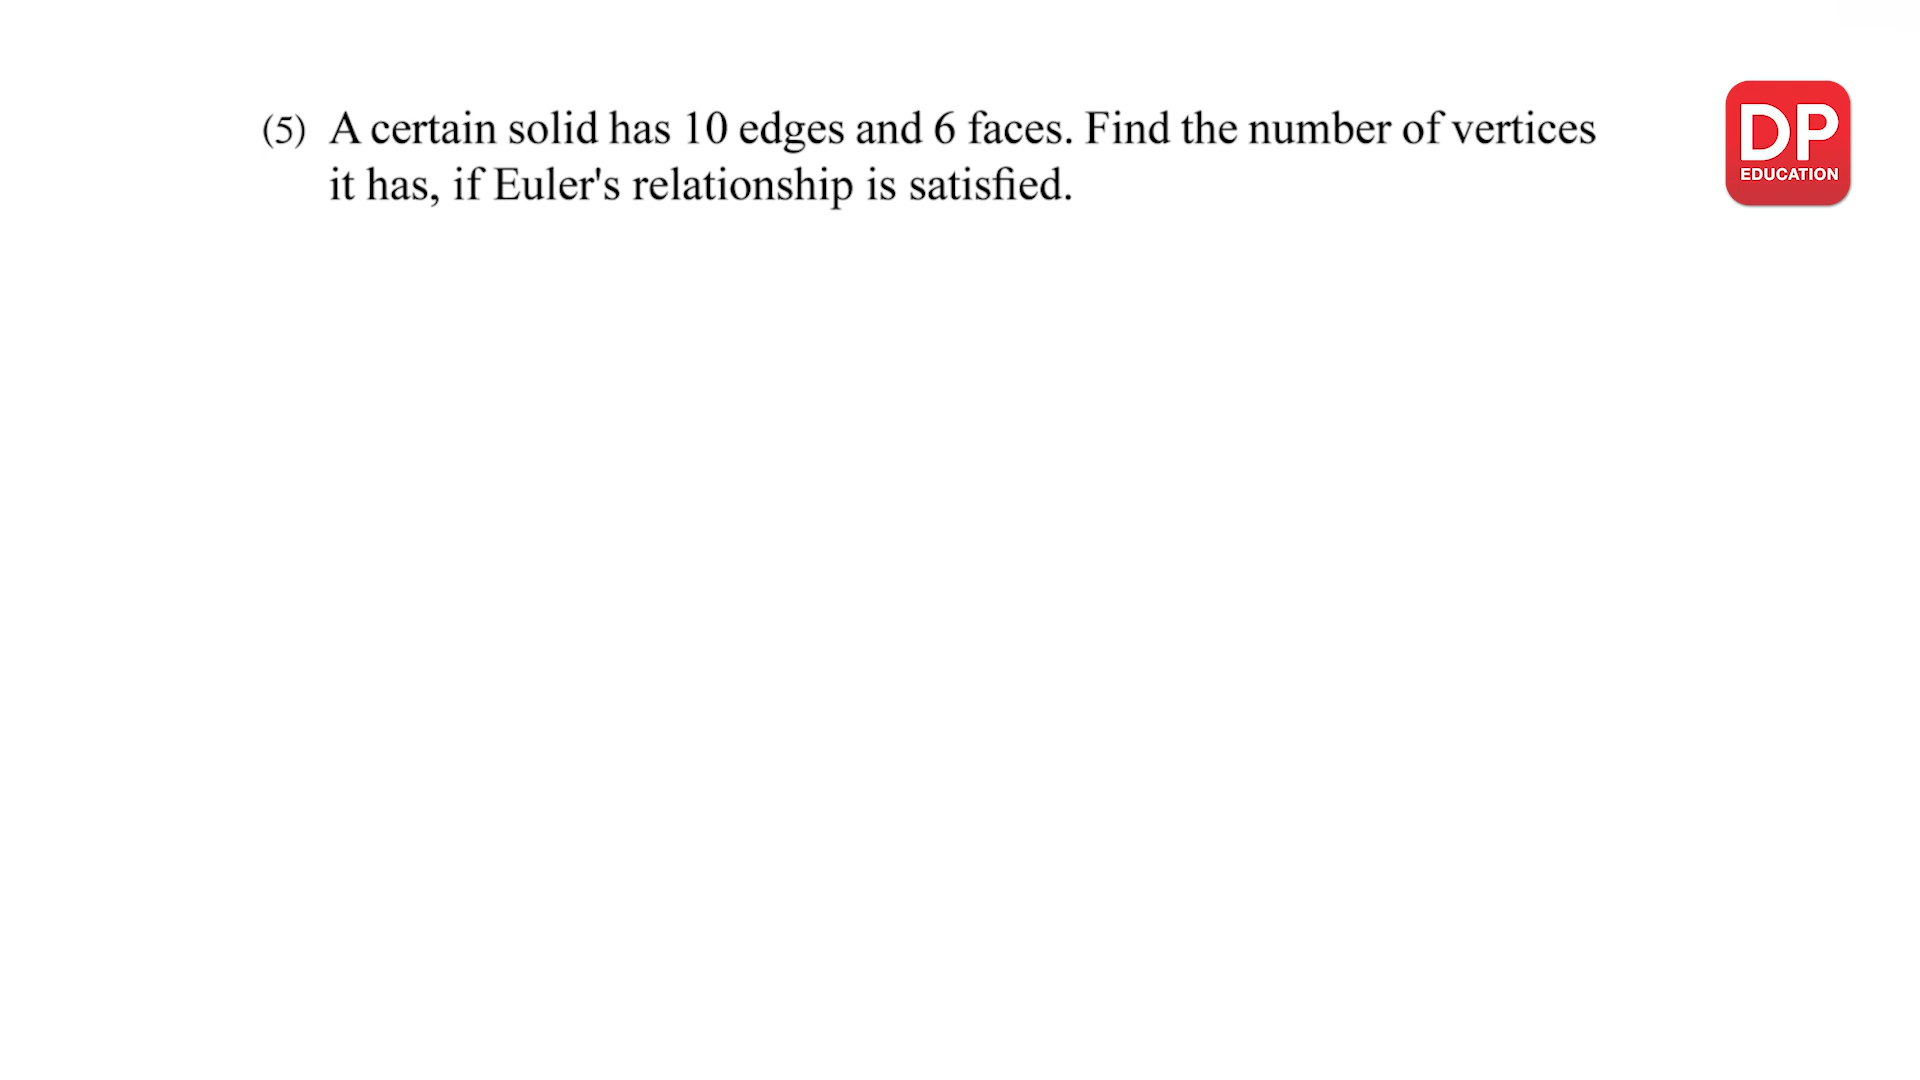 (5) A certain solid has 10 edges and 6 faces. Find the number of vertices
it has, if Euler's relationship is satisfied.
DP
EDUCATION